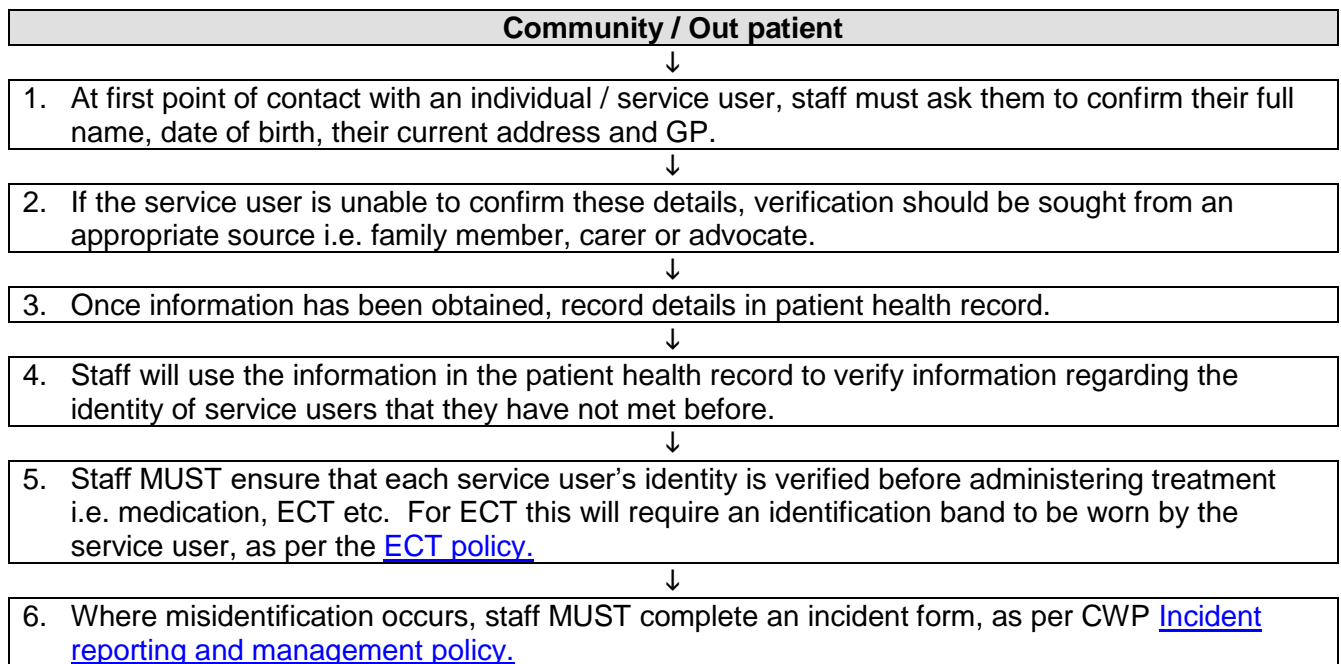 Community / Out patient
↓
1. At first point of contact with an individual / service user, staff must ask them to confirm their full
name, date of birth, their current address and GP.
↓
2. If the service user is unable to confirm these details, verification should be sought from an
appropriate source i.e. family member, carer or advocate.
↓
3. Once information has been obtained, record details in patient health record.
↓
4. Staff will use the information in the patient health record to verify information regarding the
identity of service users that they have not met before.
↓
5. Staff MUST ensure that each service user's identity is verified before administering treatment
i.e. medication, ECT etc. For ECT this will require an identification band to be worn by the
service user, as per the ECT policy.
↓
6. Where misidentification occurs, staff MUST complete an incident form, as per CWP Incident
reporting and management policy.